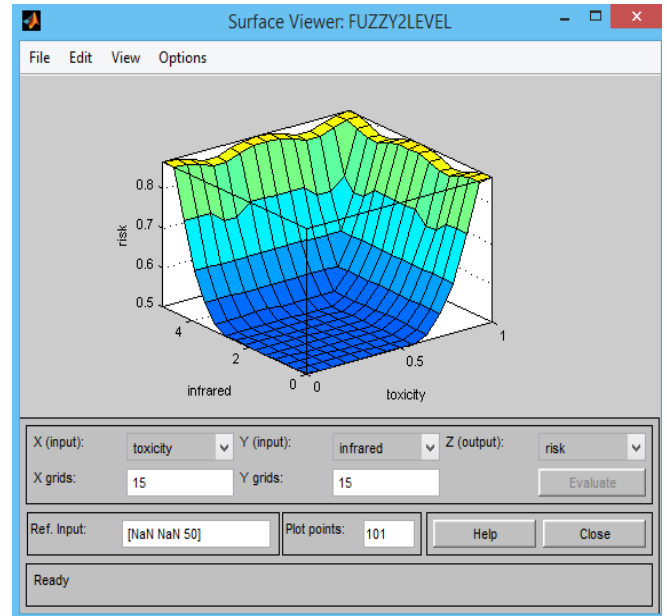 Surface Viewer: FUZZY2LEVEL
File Edit View Options
0.8
0.7
0.6
0.5
risk
4
2
0
infrared
0
0.5
1
toxicity
X (input): toxicity Y (input): infrared Z (output): risk
X grids: 15 Y grids: 15 Evaluate
Ref. Input: [NaN NaN 50] Plot points: 101 Help Close
Ready